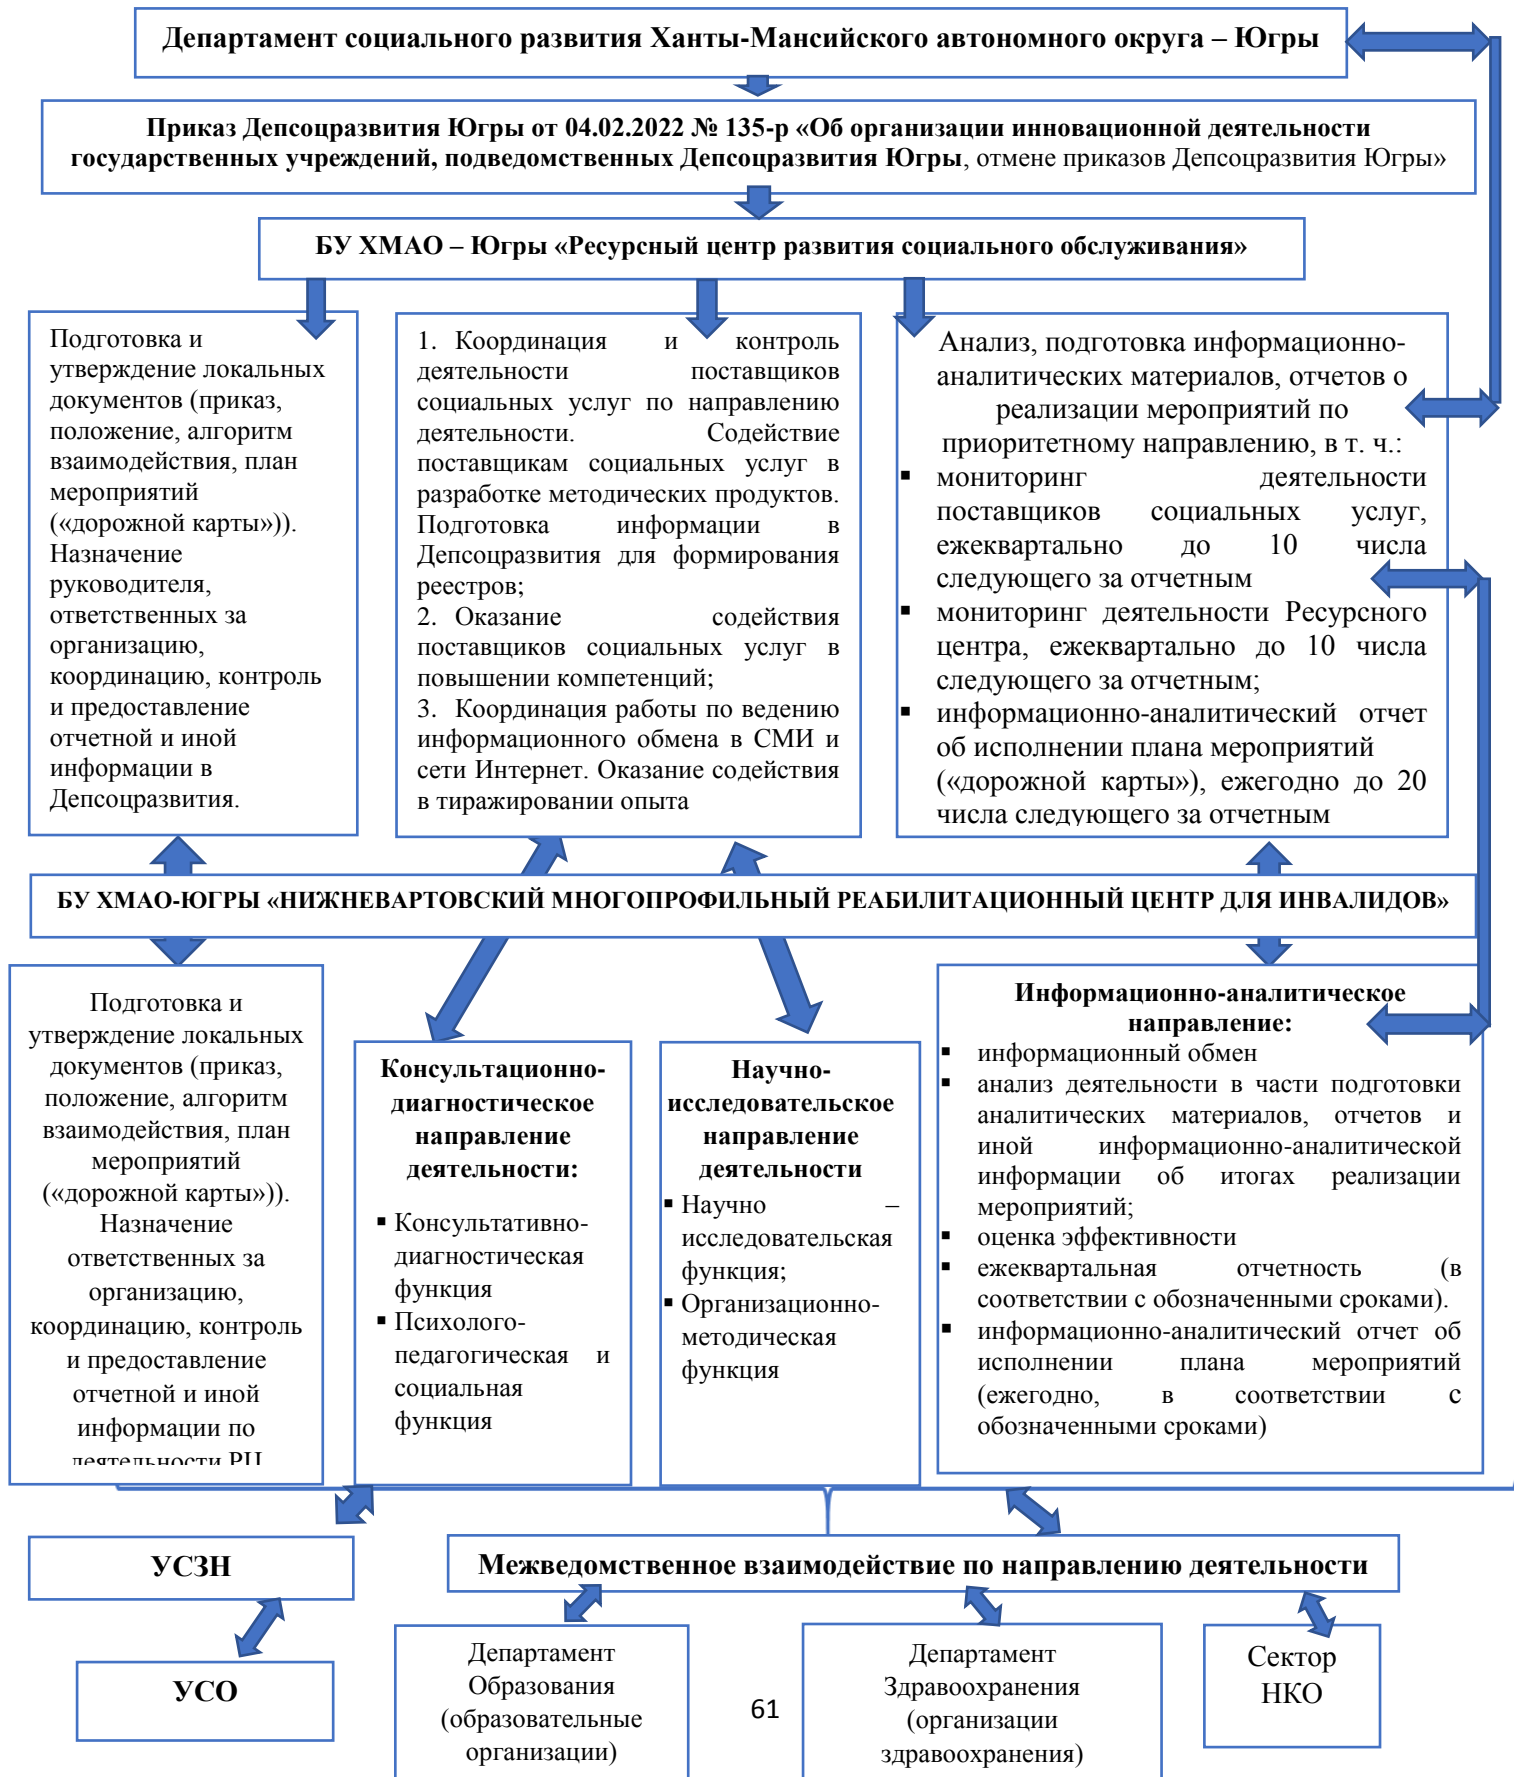 Департамент социального развития Ханты-Мансийского автономного округа – Югры
Приказ Депсоцразвития Югры от 04.02.2022 № 135-р «Об организации инновационной деятельности
государственных учреждений, подведомственных Депсоцразвития Югры, отмене приказов Депсоцразвития Югры»
БУ ХМАО – Югры «Ресурсный центр развития социального обслуживания»
Подготовка и
утверждение локальных
документов (приказ,
положение, алгоритм
взаимодействия, план
мероприятий
(«дорожной карты»)).
Назначение
руководителя,
ответственных за
организацию,
координацию, контроль
и предоставление
отчетной и иной
информации в
Депсоцразвития.
1. Координация и контроль
деятельности поставщиков
социальных услуг по направлению
деятельности. Содействие
поставщикам социальных услуг в
разработке методических продуктов.
Подготовка информации в
Депсоцразвития для формирования
реестров;
2. Оказание содействия
поставщиков социальных услуг в
повышении компетенций;
3. Координация работы по ведению
информационного обмена в СМИ и
сети Интернет. Оказание содействия
в тиражировании опыта
Анализ, подготовка информационно-
аналитических материалов, отчетов о
реализации мероприятий по
приоритетному направлению, в т. ч.:
▪ мониторинг деятельности
поставщиков социальных услуг,
ежеквартально до 10 числа
следующего за отчетным
▪ мониторинг деятельности Ресурсного
центра, ежеквартально до 10 числа
следующего за отчетным;
▪ информационно-аналитический отчет
об исполнении плана мероприятий
(«дорожной карты»), ежегодно до 20
числа следующего за отчетным
БУ ХМАО-ЮГРЫ «НИЖНЕВАРТОВСКИЙ МНОГОПРОФИЛЬНЫЙ РЕАБИЛИТАЦИОННЫЙ ЦЕНТР ДЛЯ ИНВАЛИДОВ»
Подготовка и
утверждение локальных
документов (приказ,
положение, алгоритм
взаимодействия, план
мероприятий
(«дорожной карты»)).
Назначение
ответственных за
организацию,
координацию, контроль
и предоставление
отчетной и иной
информации по
деятельности РЦ
Консультационно-
диагностическое
направление
деятельности:
▪ Консультативно-
диагностическая
функция
▪ Психолого-
педагогическая и
социальная
функция
Научно-
исследовательское
направление
деятельности
▪ Научно –
исследовательская
функция;
▪ Организационно-
методическая
функция
Информационно-аналитическое
направление:
▪ информационный обмен
▪ анализ деятельности в части подготовки
аналитических материалов, отчетов и
иной информационно-аналитической
информации об итогах реализации
мероприятий;
▪ оценка эффективности
▪ ежеквартальная отчетность (в
соответствии с обозначенными сроками).
▪ информационно-аналитический отчет об
исполнении плана мероприятий
(ежегодно, в соответствии с
обозначенными сроками)
УСЗН
УСО
Межведомственное взаимодействие по направлению деятельности
Департамент
Образования
(образовательные
организации)
61
Департамент
Здравоохранения
(организации
здравоохранения)
Сектор
НКО